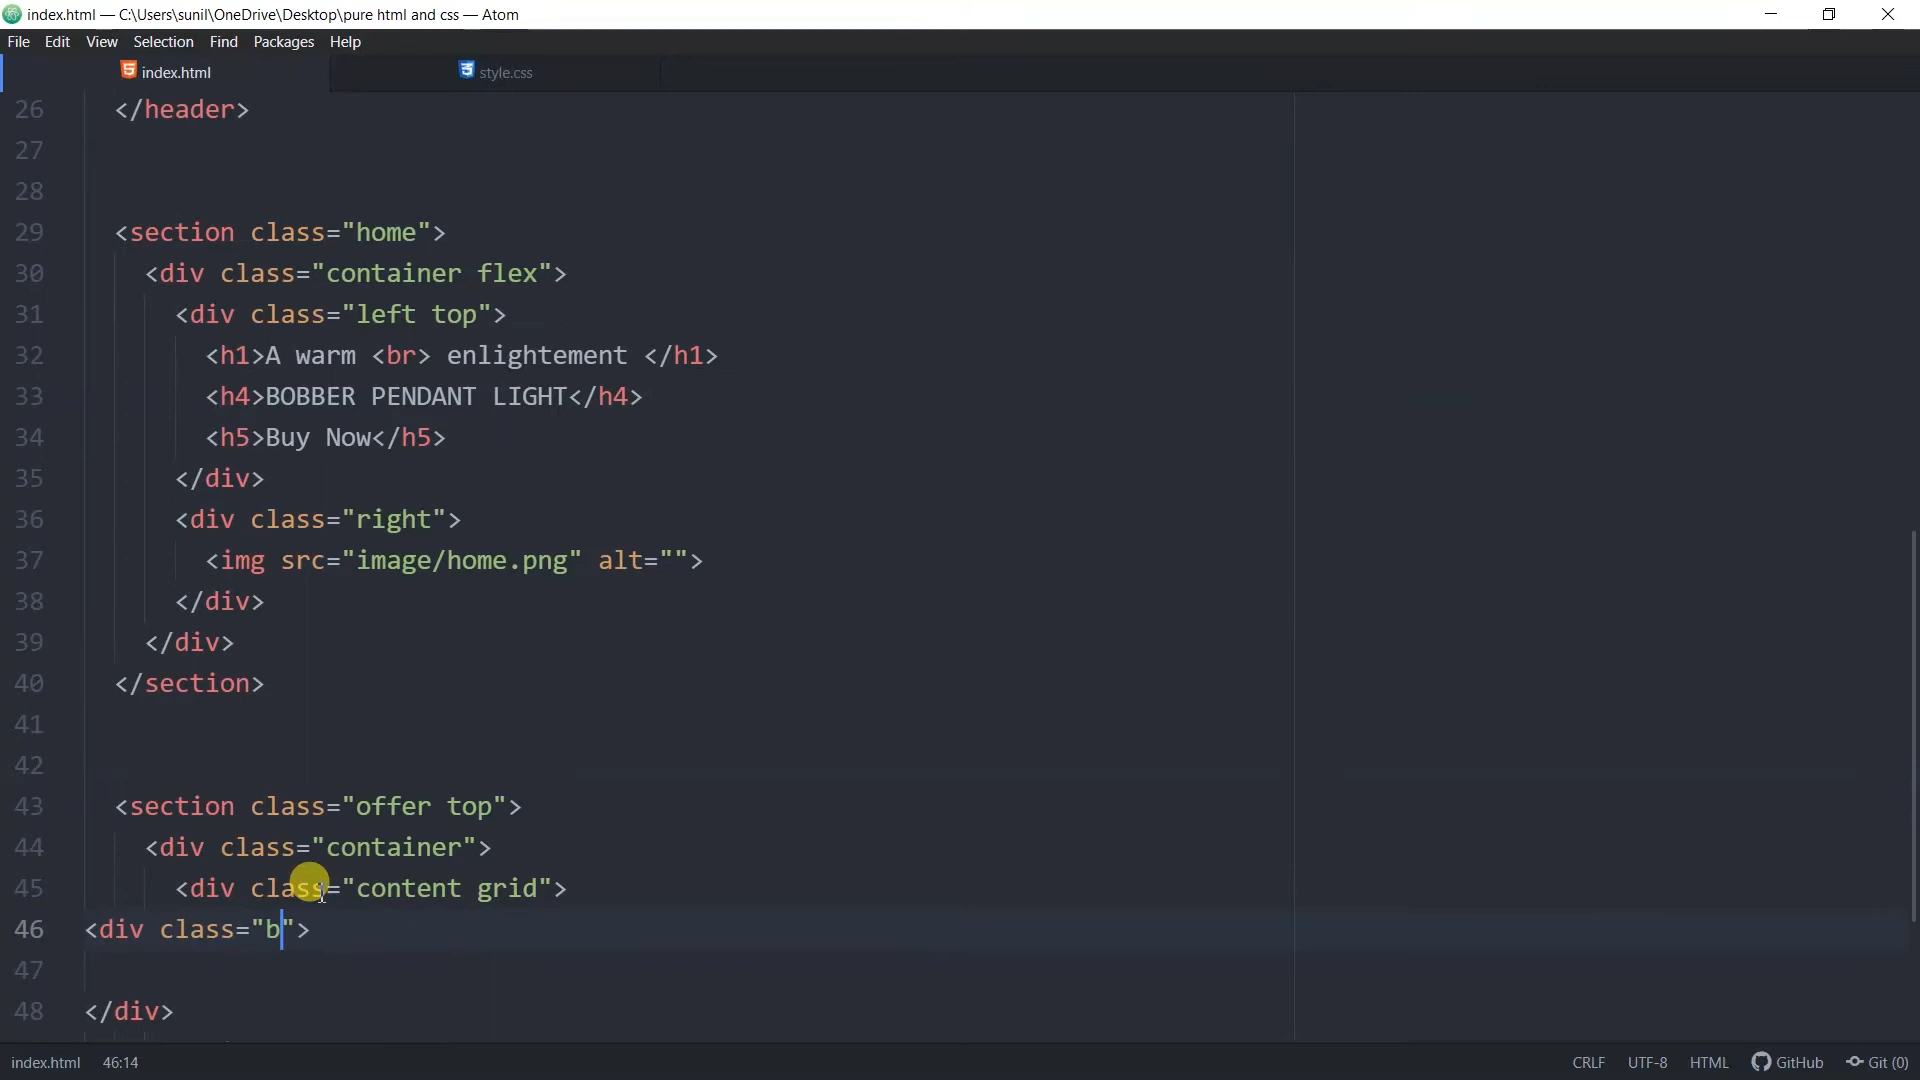 index.html — C:\Users\sunil\OneDrive\Desktop\pure html and css — Atom
File Edit View Selection Find Packages Help
index.html style.css
26 </header>
27
28
29 <section class="home">
30 <div class="container flex">
31 <div class="left top">
32 <h1>A warm <br> enlightement </h1>
33 <h4>BOBBER PENDANT LIGHT</h4>
34 <h5>Buy Now</h5>
35 </div>
36 <div class="right">
37 <img src="image/home.png" alt="">
38 </div>
39 </div>
40 </section>
41
42
43 <section class="offer top">
44 <div class="container">
45 <div class="content grid">
46 <div class="b">
47
48 </div>
index.html 46:14 CRLF UTF-8 HTML GitHub Git (0)